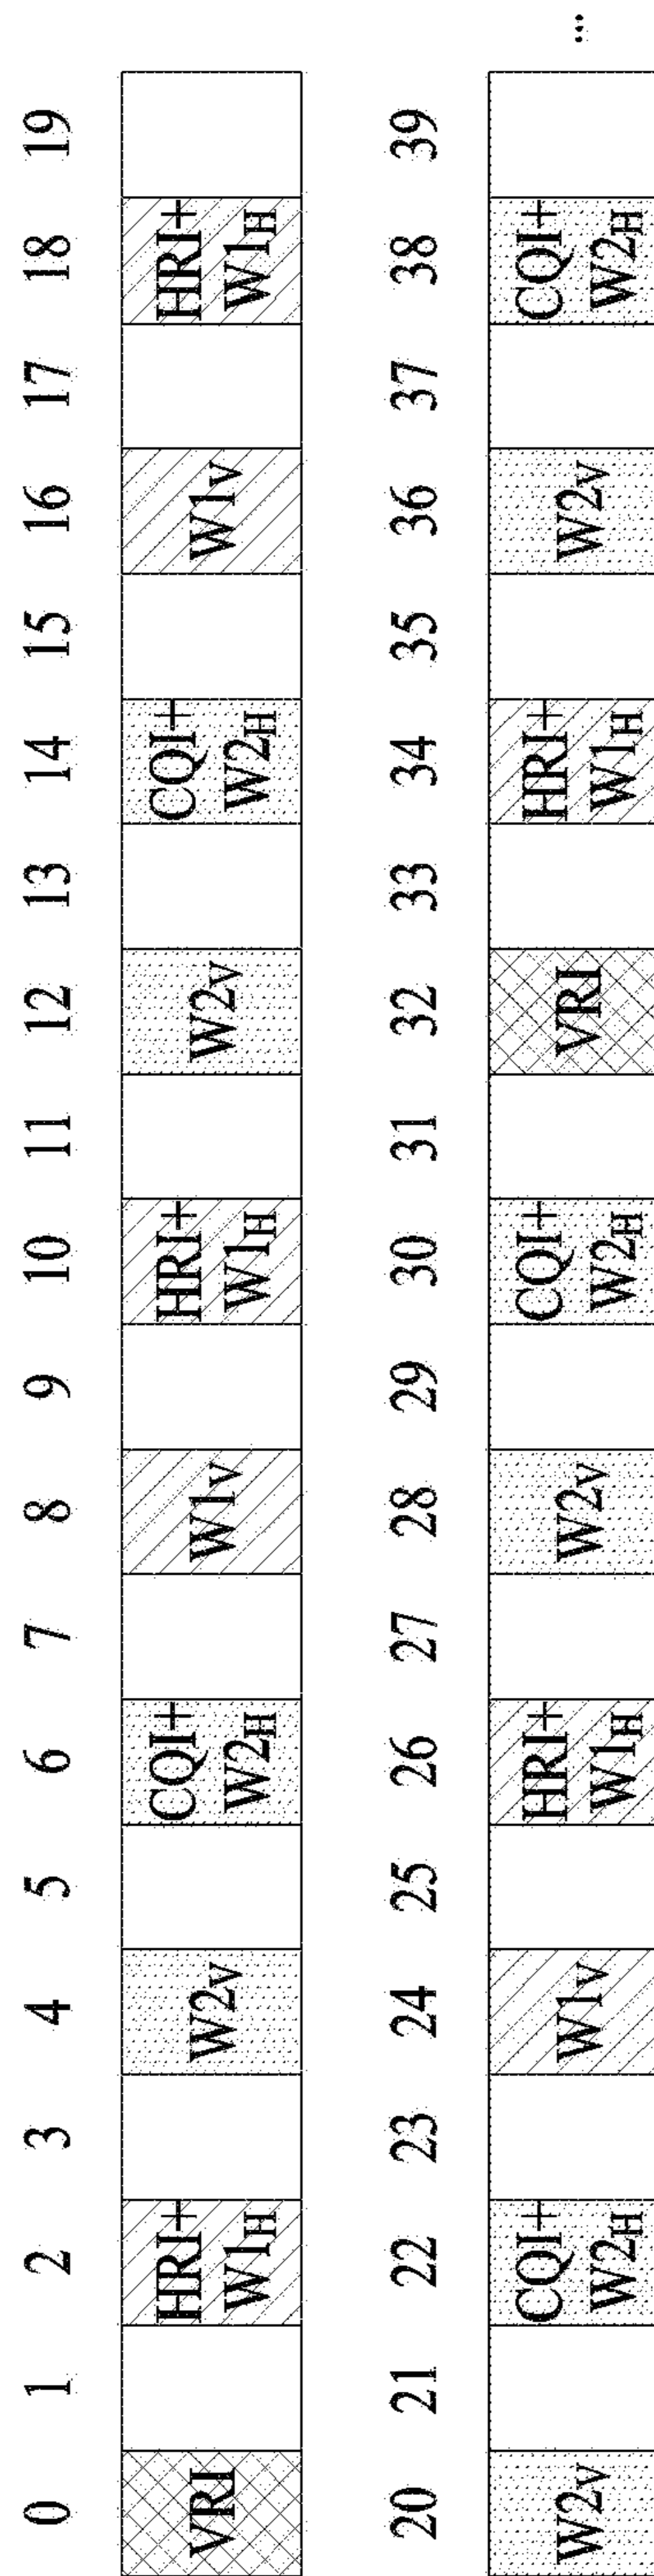 0 1 2 3 4 5 6 7 8 9 10 11 12 13 14 15 16 17 18 19
VRI
HRI+
W1H
W2V
CQI+
W2H
W1V
HRI+
W1H
W2V
CQI+
W2H
W1V
HRI+
W1H
20 21 22 23 24 25 26 27 28 29 30 31 32 33 34 35 36 37 38 39
W2V
CQI+
W2H
W1V
HRI+
W1H
W2V
CQI+
W2H
VRI
HRI+
W1H
W2V
CQI+
W2H
...